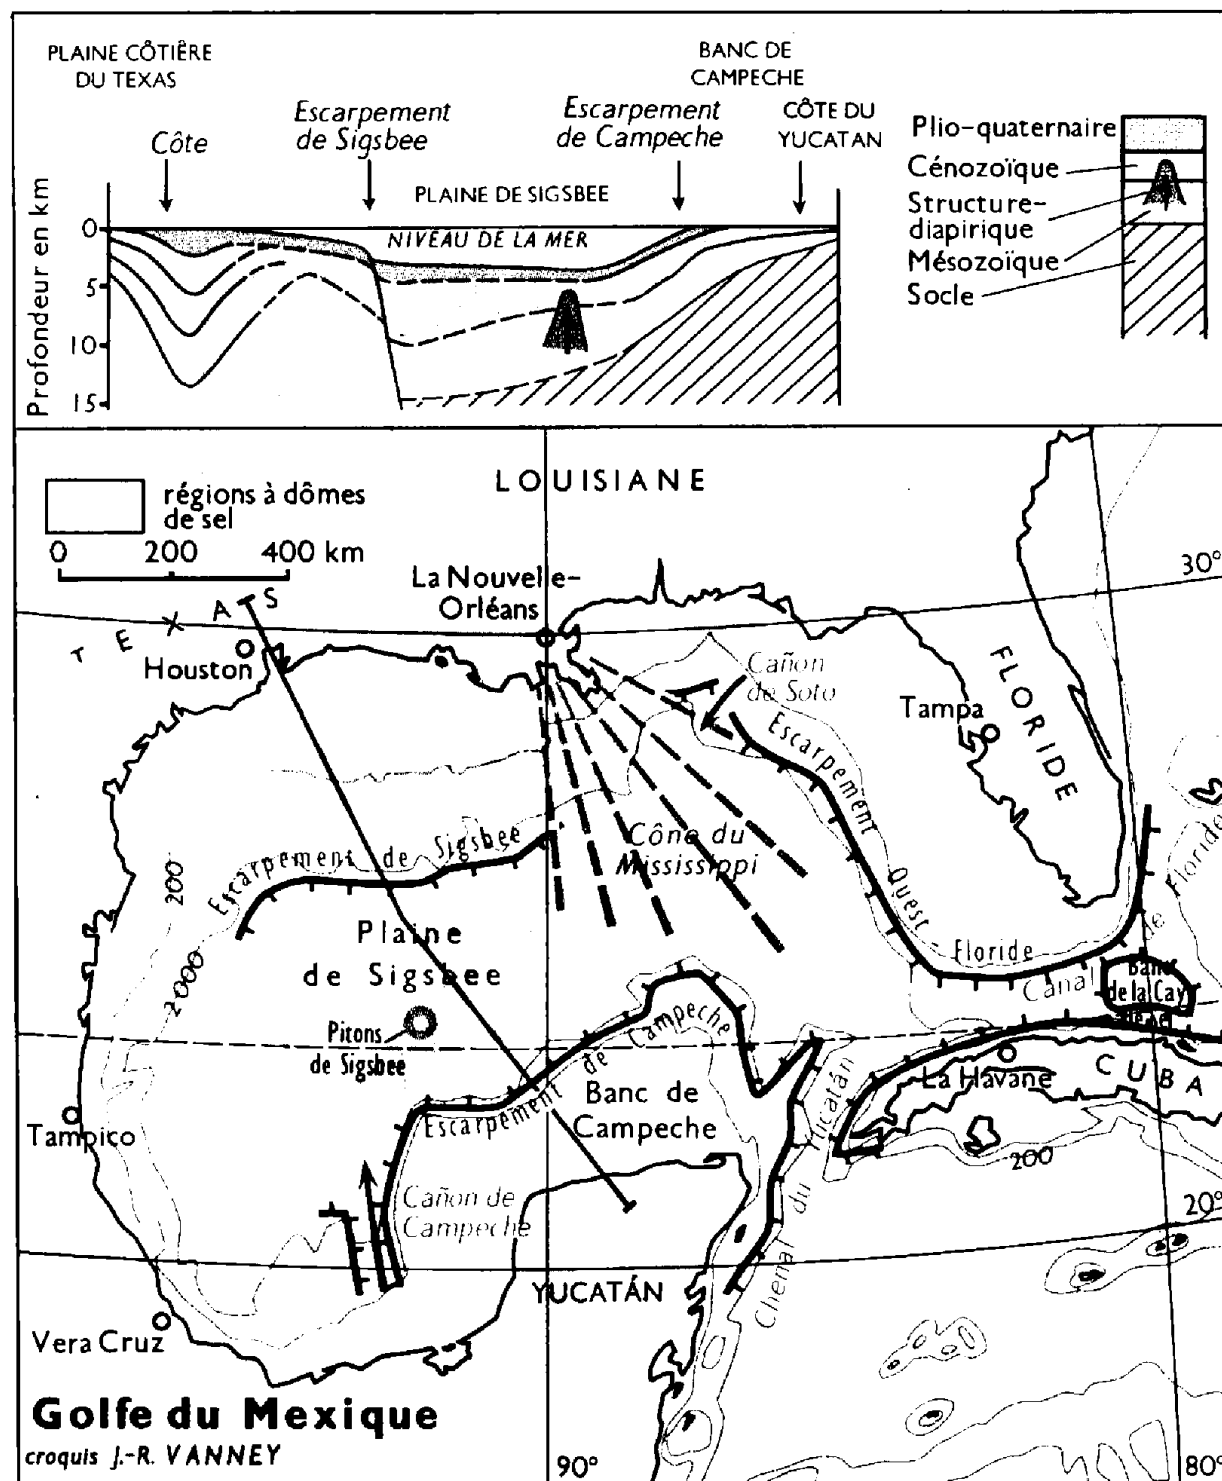 PLAINE CÔTIÈRE
DU TEXAS
BANC DE
CAMPECHE
Escarpement
de Sigsbee
Escarpement
de Campeche
CÔTE DU
YUCATAN
Côte
PLAINE DE SIGSBEE
NIVEAU DE LA MER
Profondeur en km
0
5
10
15
Plio-quaternaire
Cénozoïque
Structure-
diapirique
Mésozoïque
Socle
LOUISIANE
régions à dômes
de sel
0 200 400 km
La Nouvelle-
Orléans
30°
TEXAS
Houston
Cañon
de Soto
Tampa
FLORIDE
Escarpement Ouest-Floride
Escarpement de Sigsbee
Cône du
Mississippi
200
2000
Plaine
de Sigsbee
Pitons
de Sigsbee
Canal de Floride
Banc
de la Cay
de Sel
Escarpement de Campeche
Banc de
Campeche
La Havane
CUBA
Chenal du Yucatán
Tampico
200
Cañon de
Campeche
20°
YUCATÁN
Vera Cruz
Golfe du Mexique
croquis J.-R. VANNEY
90°
80°